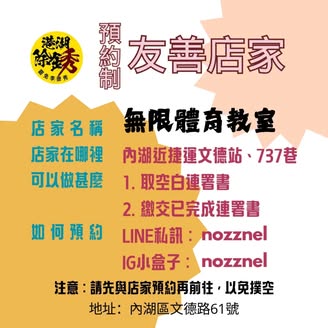 預約制
友善店家
店家名稱 無限體育教室
店家在哪裡 內湖近捷運文德站、737巷
可以做甚麼 1. 取空白連署書
2. 繳交已完成連署書
如何預約 LINE私訊： nozznel
IG小盒子： nozznel
注意：請先與店家預約再前往，以免撲空
地址：內湖區文德路61號